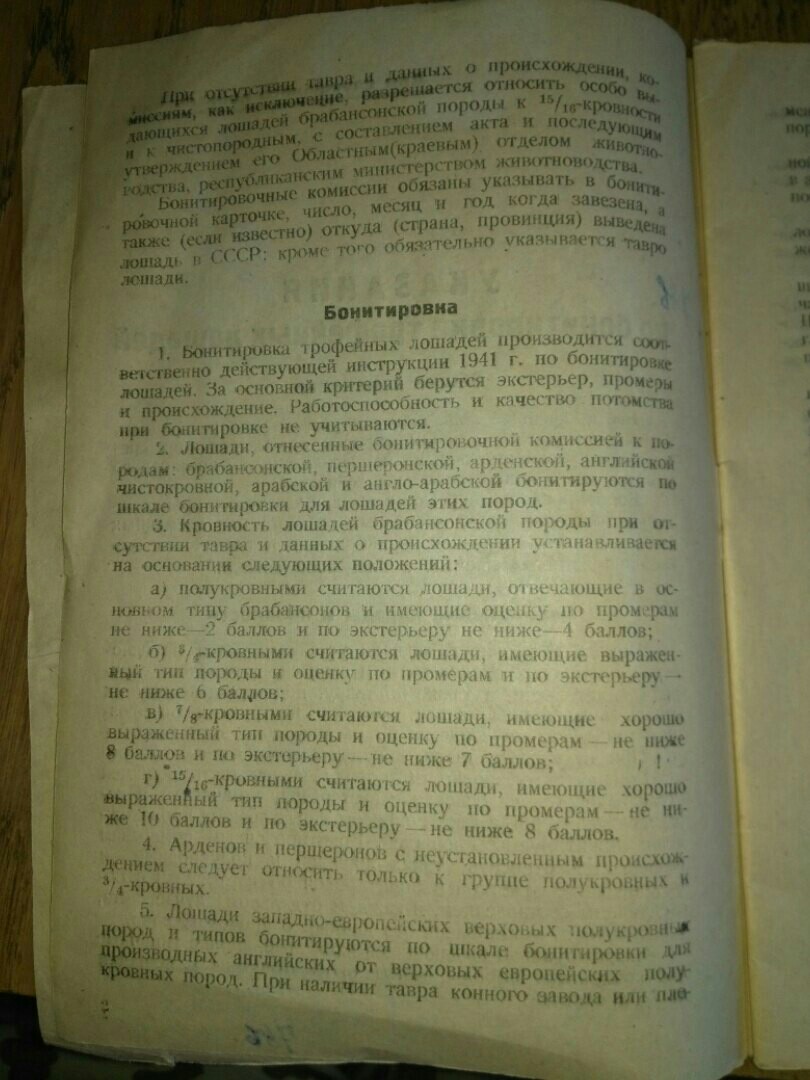 При отсутствии тавра и данных о происхождении, ко-
миссиям, как исключение, разрешается относить особо вы-
дающихся лошадей брабансонской породы к 15/16-кровности
и к чистопородным, с составлением акта и последующим
утверждением его Областным(краевым) отделом животно-
водства, республиканским министерством животноводства.
Бонитировочные комиссии обязаны указывать в бонити-
ровочной карточке, число, месяц и год когда завезена, а
также (если известно) откуда (страна, провинция) выведена
лошадь в СССР: кроме того обязательно указывается тавро
лошади.
Бонитировка
1. Бонитировка трофейных лошадей производится соот-
ветственно действующей инструкции 1941 г. по бонитировке
лошадей. За основной критерий берутся экстерьер, промеры
и происхождение. Работоспособность и качество потомства
при бонитировке не учитываются.
2. Лошади, отнесенные бонитировочной комиссией к по-
родам: брабансонской, першеронской, арденской, английской
чистокровной, арабской и англо-арабской бонитируются по
шкале бонитировки для лошадей этих пород.
3. Кровность лошадей брабансонской породы при от-
сутствии тавра и данных о происхождении устанавливается
на основании следующих положений:
а) полукровными считаются лошади, отвечающие в ос-
новном типу брабансонов и имеющие оценку по промерам
не ниже—2 баллов и по экстерьеру не ниже—4 баллов;
б) -кровными считаются лошади, имеющие выражен-
ный тип породы и оценку по промерам и по экстерьеру —
не ниже 6 баллов;
в) 7/8-кровными считаются лошади, имеющие хорошо
выраженный тип породы и оценку по промерам — не ниже
8 баллов и по экстерьеру — не ниже 7 баллов;
г) 15/16-кровными считаются лошади, имеющие хорошо
выраженный тип породы и оценку по промерам — не ни-
же 10 баллов и по экстерьеру — не ниже 8 баллов.
4. Арденов и першеронов с неустановленным происхож-
дением следует относить только к группе полукровных и
3/4-кровных.
5. Лошади западно-европейских верховых полукровных
пород и типов бонитируются по шкале бонитировки для
производных английских от верховых европейских полу-
кровных пород. При наличии тавра конного завода или пле-